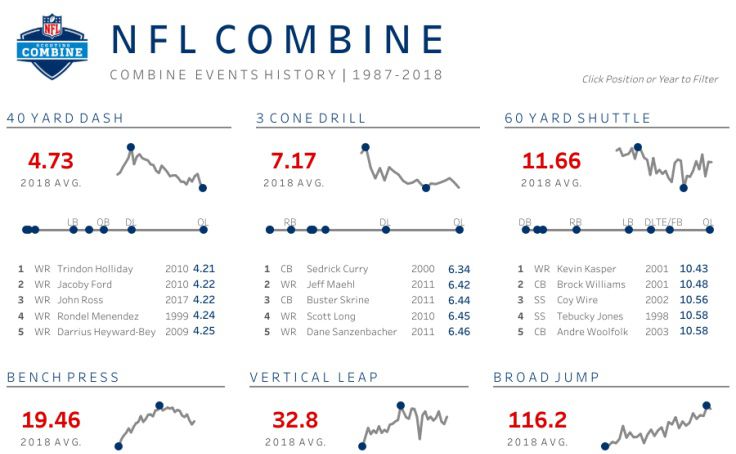 NFL
SCOUTING
COMBINE
NFL COMBINE
COMBINE EVENTS HISTORY | 1987-2018
Click Position or Year to Filter
40 YARD DASH
4.73
2018 AVG.
LB QB DL OL
1 WR Trindon Holliday 2010 4.21
2 WR Jacoby Ford 2010 4.22
3 WR John Ross 2017 4.22
4 WR Rondel Menendez 1999 4.24
5 WR Darrius Heyward-Bey 2009 4.25
3 CONE DRILL
7.17
2018 AVG.
RB DL OL
1 CB Sedrick Curry 2000 6.34
2 WR Jeff Maehl 2011 6.42
3 CB Buster Skrine 2011 6.44
4 WR Scott Long 2010 6.45
5 WR Dane Sanzenbacher 2011 6.46
60 YARD SHUTTLE
11.66
2018 AVG.
DB RB LB DL TE/FB OL
1 WR Kevin Kasper 2001 10.43
2 CB Brock Williams 2001 10.48
3 SS Coy Wire 2002 10.56
4 SS Tebucky Jones 1998 10.58
5 CB Andre Woolfolk 2003 10.58
BENCH PRESS
19.46
2018 AVG.
VERTICAL LEAP
32.8
2018 AVG.
BROAD JUMP
116.2
2018 AVG.